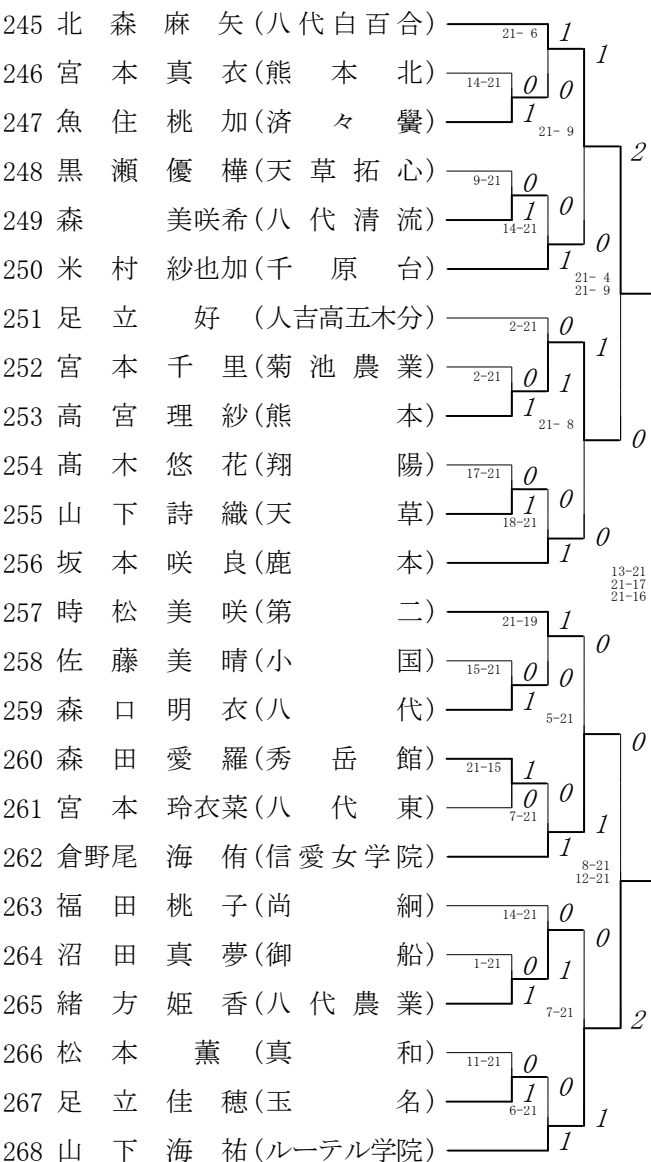 245 北 森 麻 矢 (八代白百合) 21- 6 1 1
246 宮 本 真 衣 (熊 本 北) 14-21 0 0
247 魚 住 桃 加 (済 々 黌) 1 21- 9 2
248 黒 瀬 優 樺 (天草拓心) 9-21 0
249 森 美咲希 (八代清流) 1 0 14-21
250 米 村 紗也加 (千 原 台) 1 0 21- 4 21- 9
251 足 立 好 (人吉高五木分) 2-21 0 1
252 宮 本 千 里 (菊池農業) 2-21 0 1
253 高 宮 理 紗 (熊 本) 1 21- 8 0
254 髙 木 悠 花 (翔 陽) 17-21 0
255 山 下 詩 織 (天 草) 1 0 18-21
256 坂 本 咲 良 (鹿 本) 1 0 13-21 21-17 21-16
257 時 松 美 咲 (第 二) 21-19 1 0
258 佐 藤 美 晴 (小 国) 15-21 0 0
259 森 口 明 衣 (八 代) 1 5-21 0
260 森 田 愛 羅 (秀 岳 館) 21-15 1
261 宮 本 玲衣菜 (八 代 東) 0 0 7-21
262 倉野尾 海 侑 (信愛女学院) 1 1 8-21 12-21
263 福 田 桃 子 (尚 絅) 14-21 0 0
264 沼 田 真 夢 (御 船) 1-21 0 1
265 緒 方 姫 香 (八代農業) 1 7-21 2
266 松 本 薫 (真 和) 11-21 0
267 足 立 佳 穂 (玉 名) 1 0 6-21
268 山 下 海 祐 (ルーテル学院) 1 1